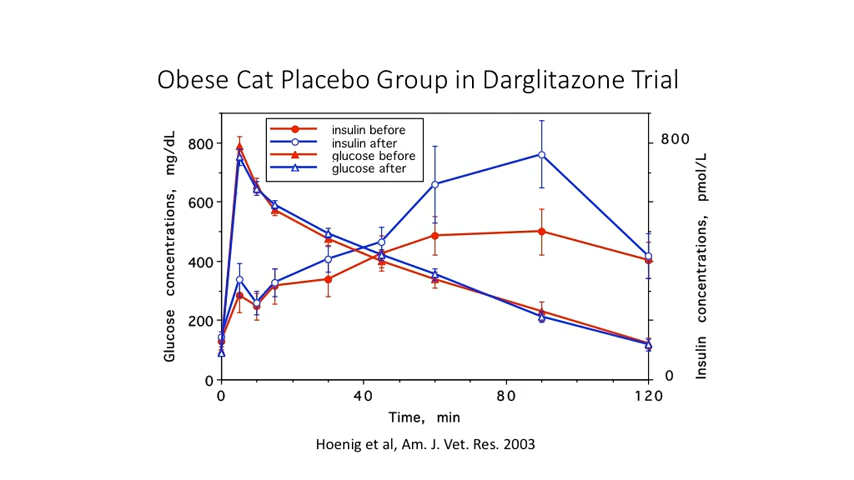 Obese Cat Placebo Group in Darglitazone Trial
insulin before
insulin after
glucose before
glucose after
800
600
400
200
0
800
0
0
40
80
120
Glucose concentrations, mg/dL
Insulin concentrations, pmol/L
Time, min
Hoenig et al, Am. J. Vet. Res. 2003